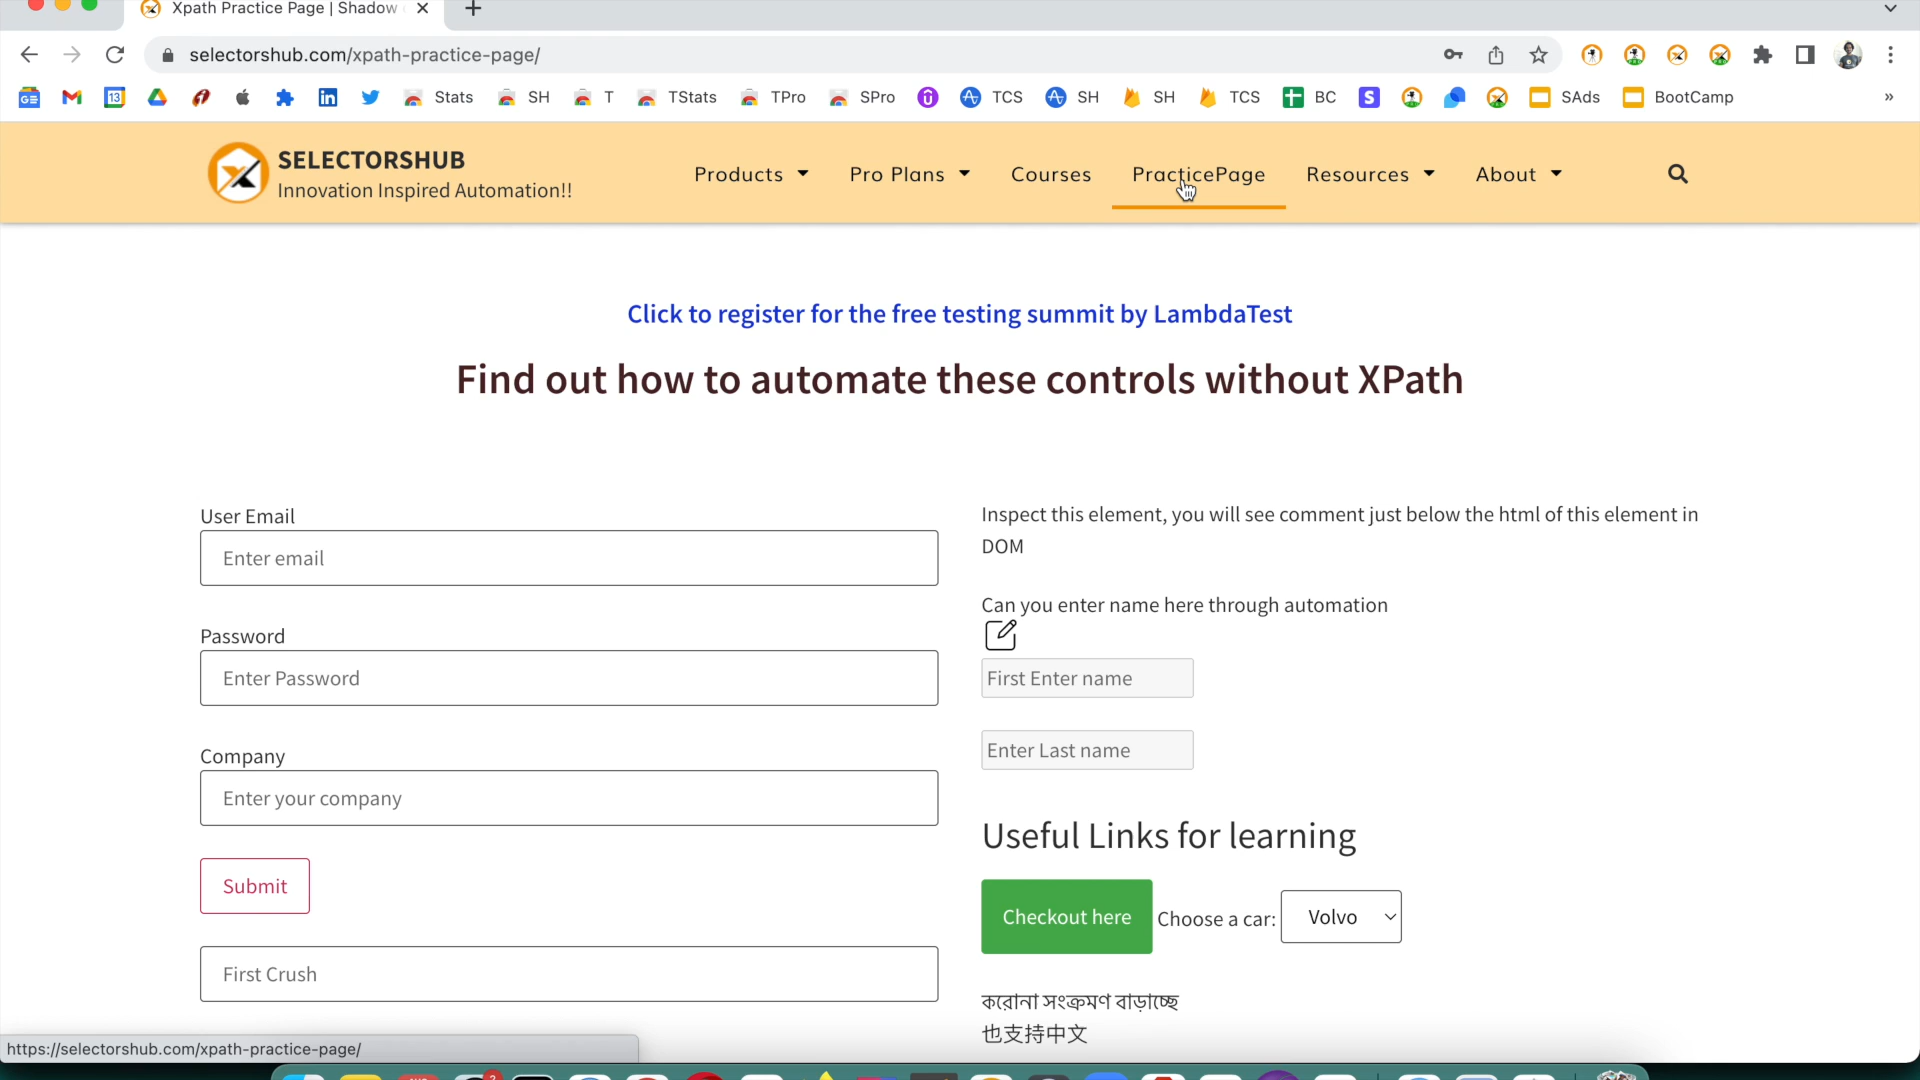 Xpath Practice Page | Shadow
selectorshub.com/xpath-practice-page/
Stats SH T TStats TPro SPro TCS SH SH TCS BC SAds BootCamp »
SELECTORSHUB
Innovation Inspired Automation!!
Products Pro Plans Courses PracticePage Resources About
Click to register for the free testing summit by LambdaTest
Find out how to automate these controls without XPath
User Email
Enter email
Password
Enter Password
Company
Enter your company
Submit
First Crush
Inspect this element, you will see comment just below the html of this element in
DOM
Can you enter name here through automation
First Enter name
Enter Last name
Useful Links for learning
Checkout here Choose a car: Volvo
করোনা সংক্রমণ বাড়াচ্ছে
也支持中文
https://selectorshub.com/xpath-practice-page/